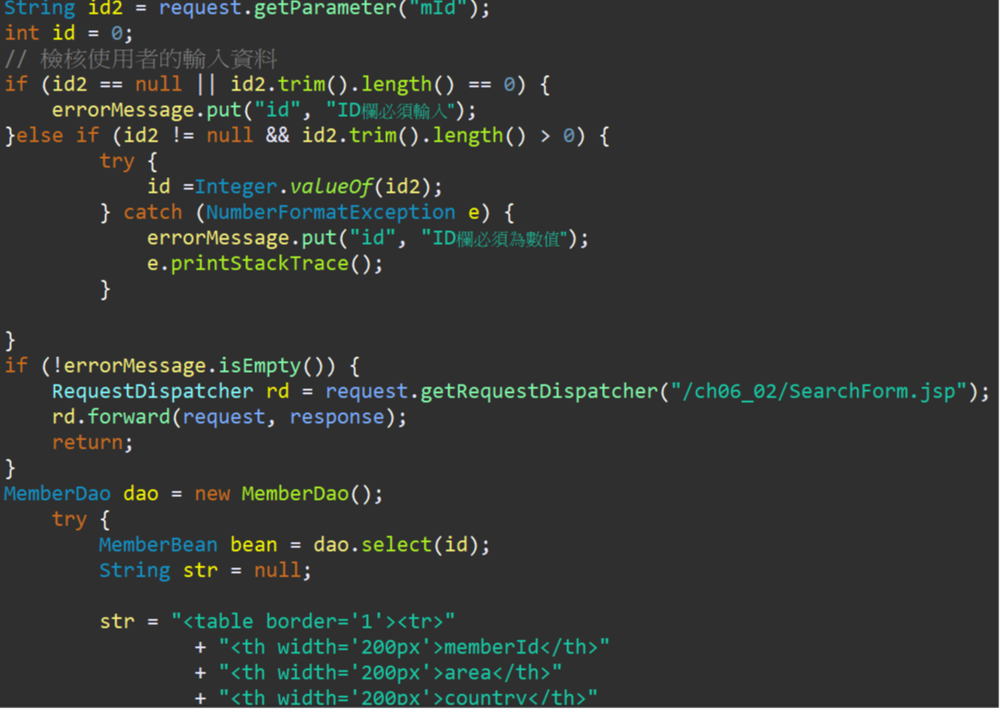 String id2 = request.getParameter("mId");
int id = 0;
// 檢核使用者的輸入資料
if (id2 == null || id2.trim().length() == 0) {
    errorMessage.put("id", "ID欄必須輸入");
}else if (id2 != null && id2.trim().length() > 0) {
        try {
            id =Integer.valueOf(id2);
        } catch (NumberFormatException e) {
            errorMessage.put("id", "ID欄必須為數值");
            e.printStackTrace();
        }
}
if (!errorMessage.isEmpty()) {
    RequestDispatcher rd = request.getRequestDispatcher("/ch06_02/SearchForm.jsp");
    rd.forward(request, response);
    return;
}
MemberDao dao = new MemberDao();
    try {
        MemberBean bean = dao.select(id);
        String str = null;
        str = "<table border='1'><tr>"
                + "<th width='200px'>memberId</th>"
                + "<th width='200px'>area</th>"
                + "<th width='200px'>country</th>"